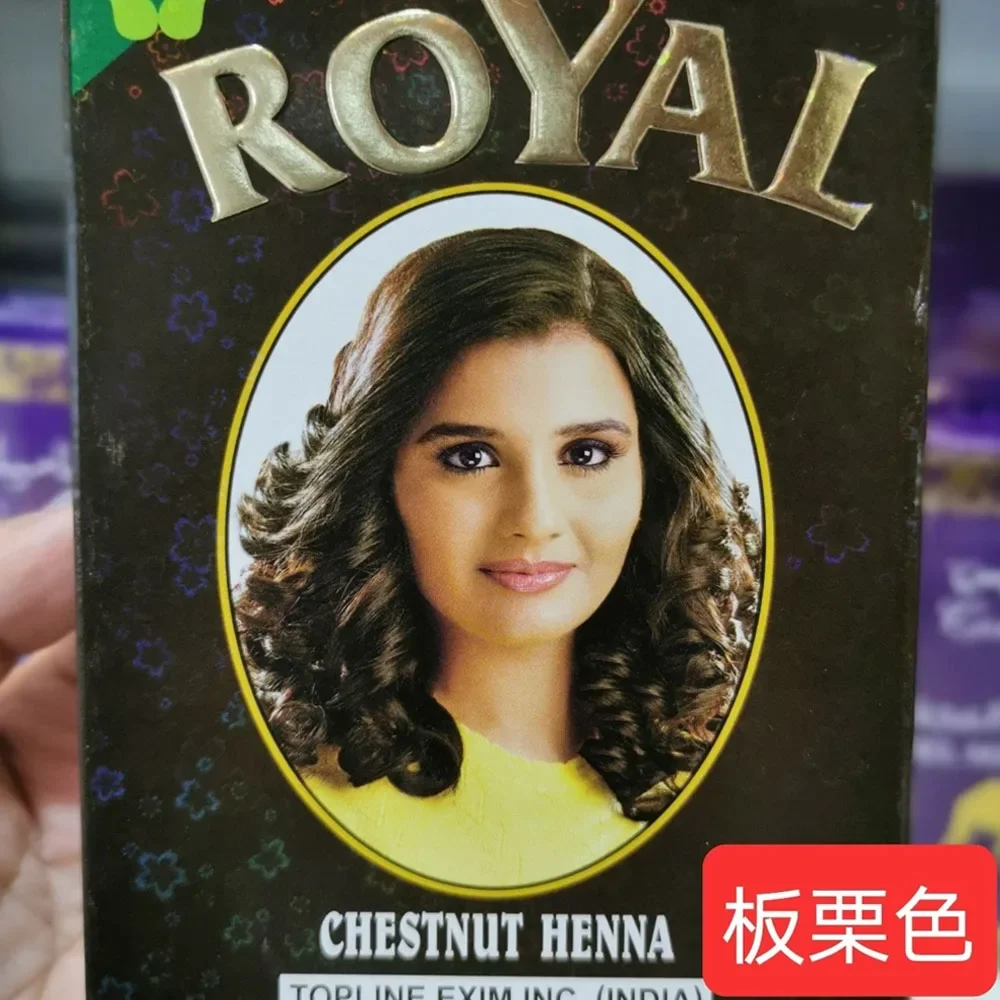 ROYAL
CHESTNUT HENNA
板栗色
TOPLINE EXIM INC. (INDIA)